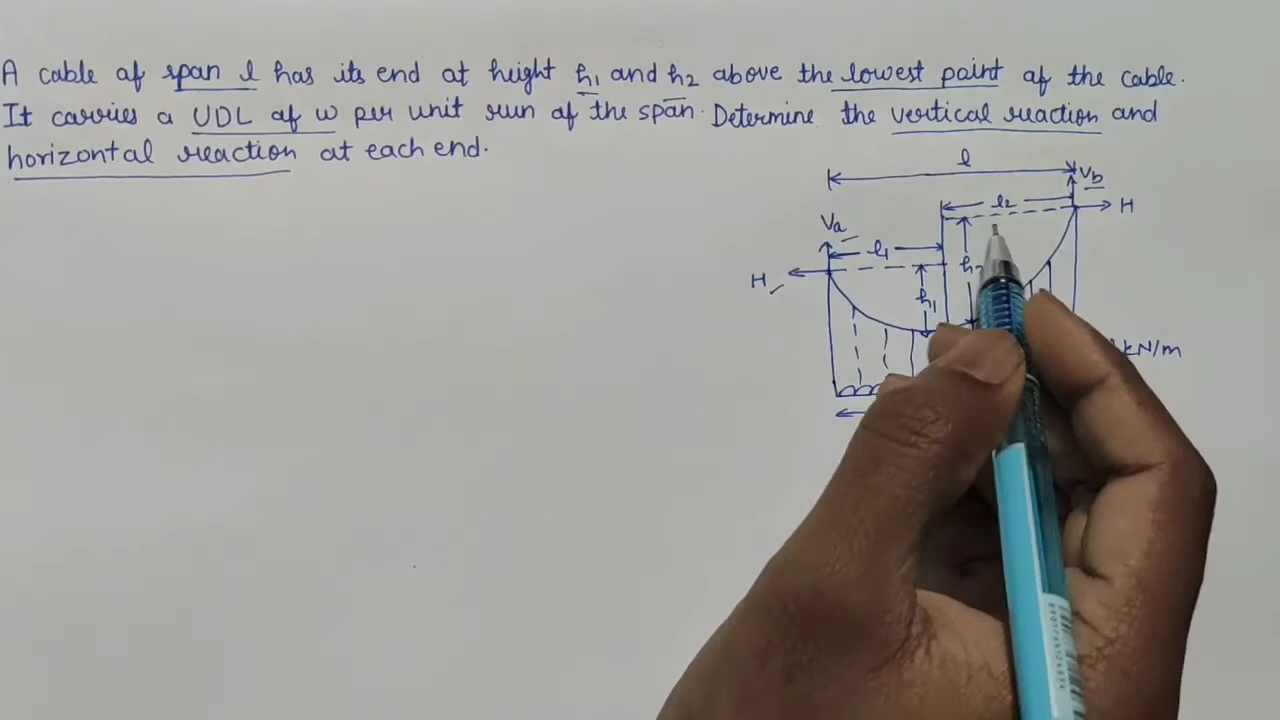 A cable of span l has its end at height h1 and h2 above the lowest point of the cable.
It carries a UDL of w per unit run of the span. Determine the vertical reaction and
horizontal reaction at each end.
l
Vb
l2
H
Va
l1
H
h1
kN/m